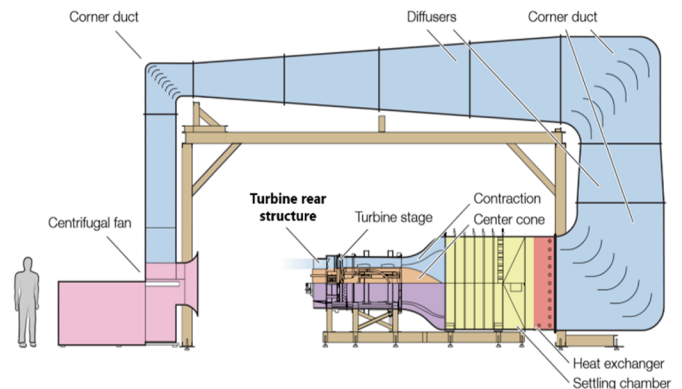 Corner duct
Diffusers
Corner duct
Turbine rear
structure
Turbine stage
Contraction
Center cone
Centrifugal fan
Heat exchanger
Settling chamber